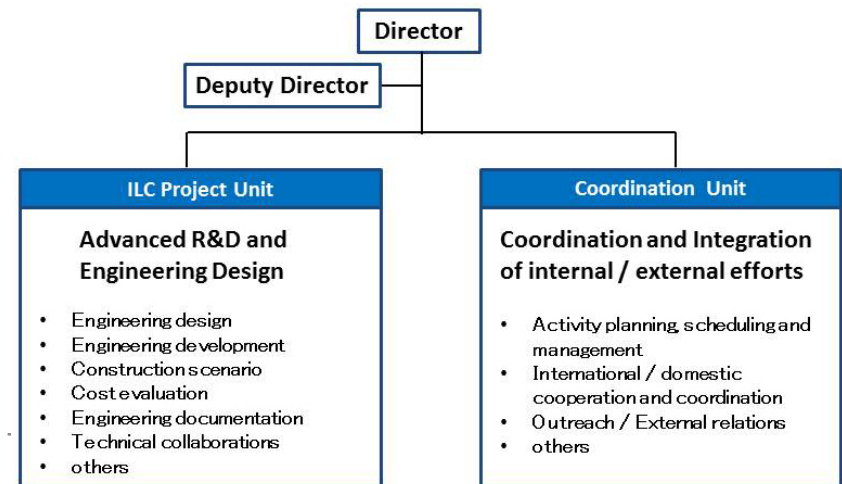 Director
Deputy Director
ILC Project Unit
Advanced R&D and
Engineering Design
• Engineering design
• Engineering development
• Construction scenario
• Cost evaluation
• Engineering documentation
• Technical collaborations
• others
Coordination Unit
Coordination and Integration
of internal / external efforts
• Activity planning, scheduling and
management
• International / domestic
cooperation and coordination
• Outreach / External relations
• others